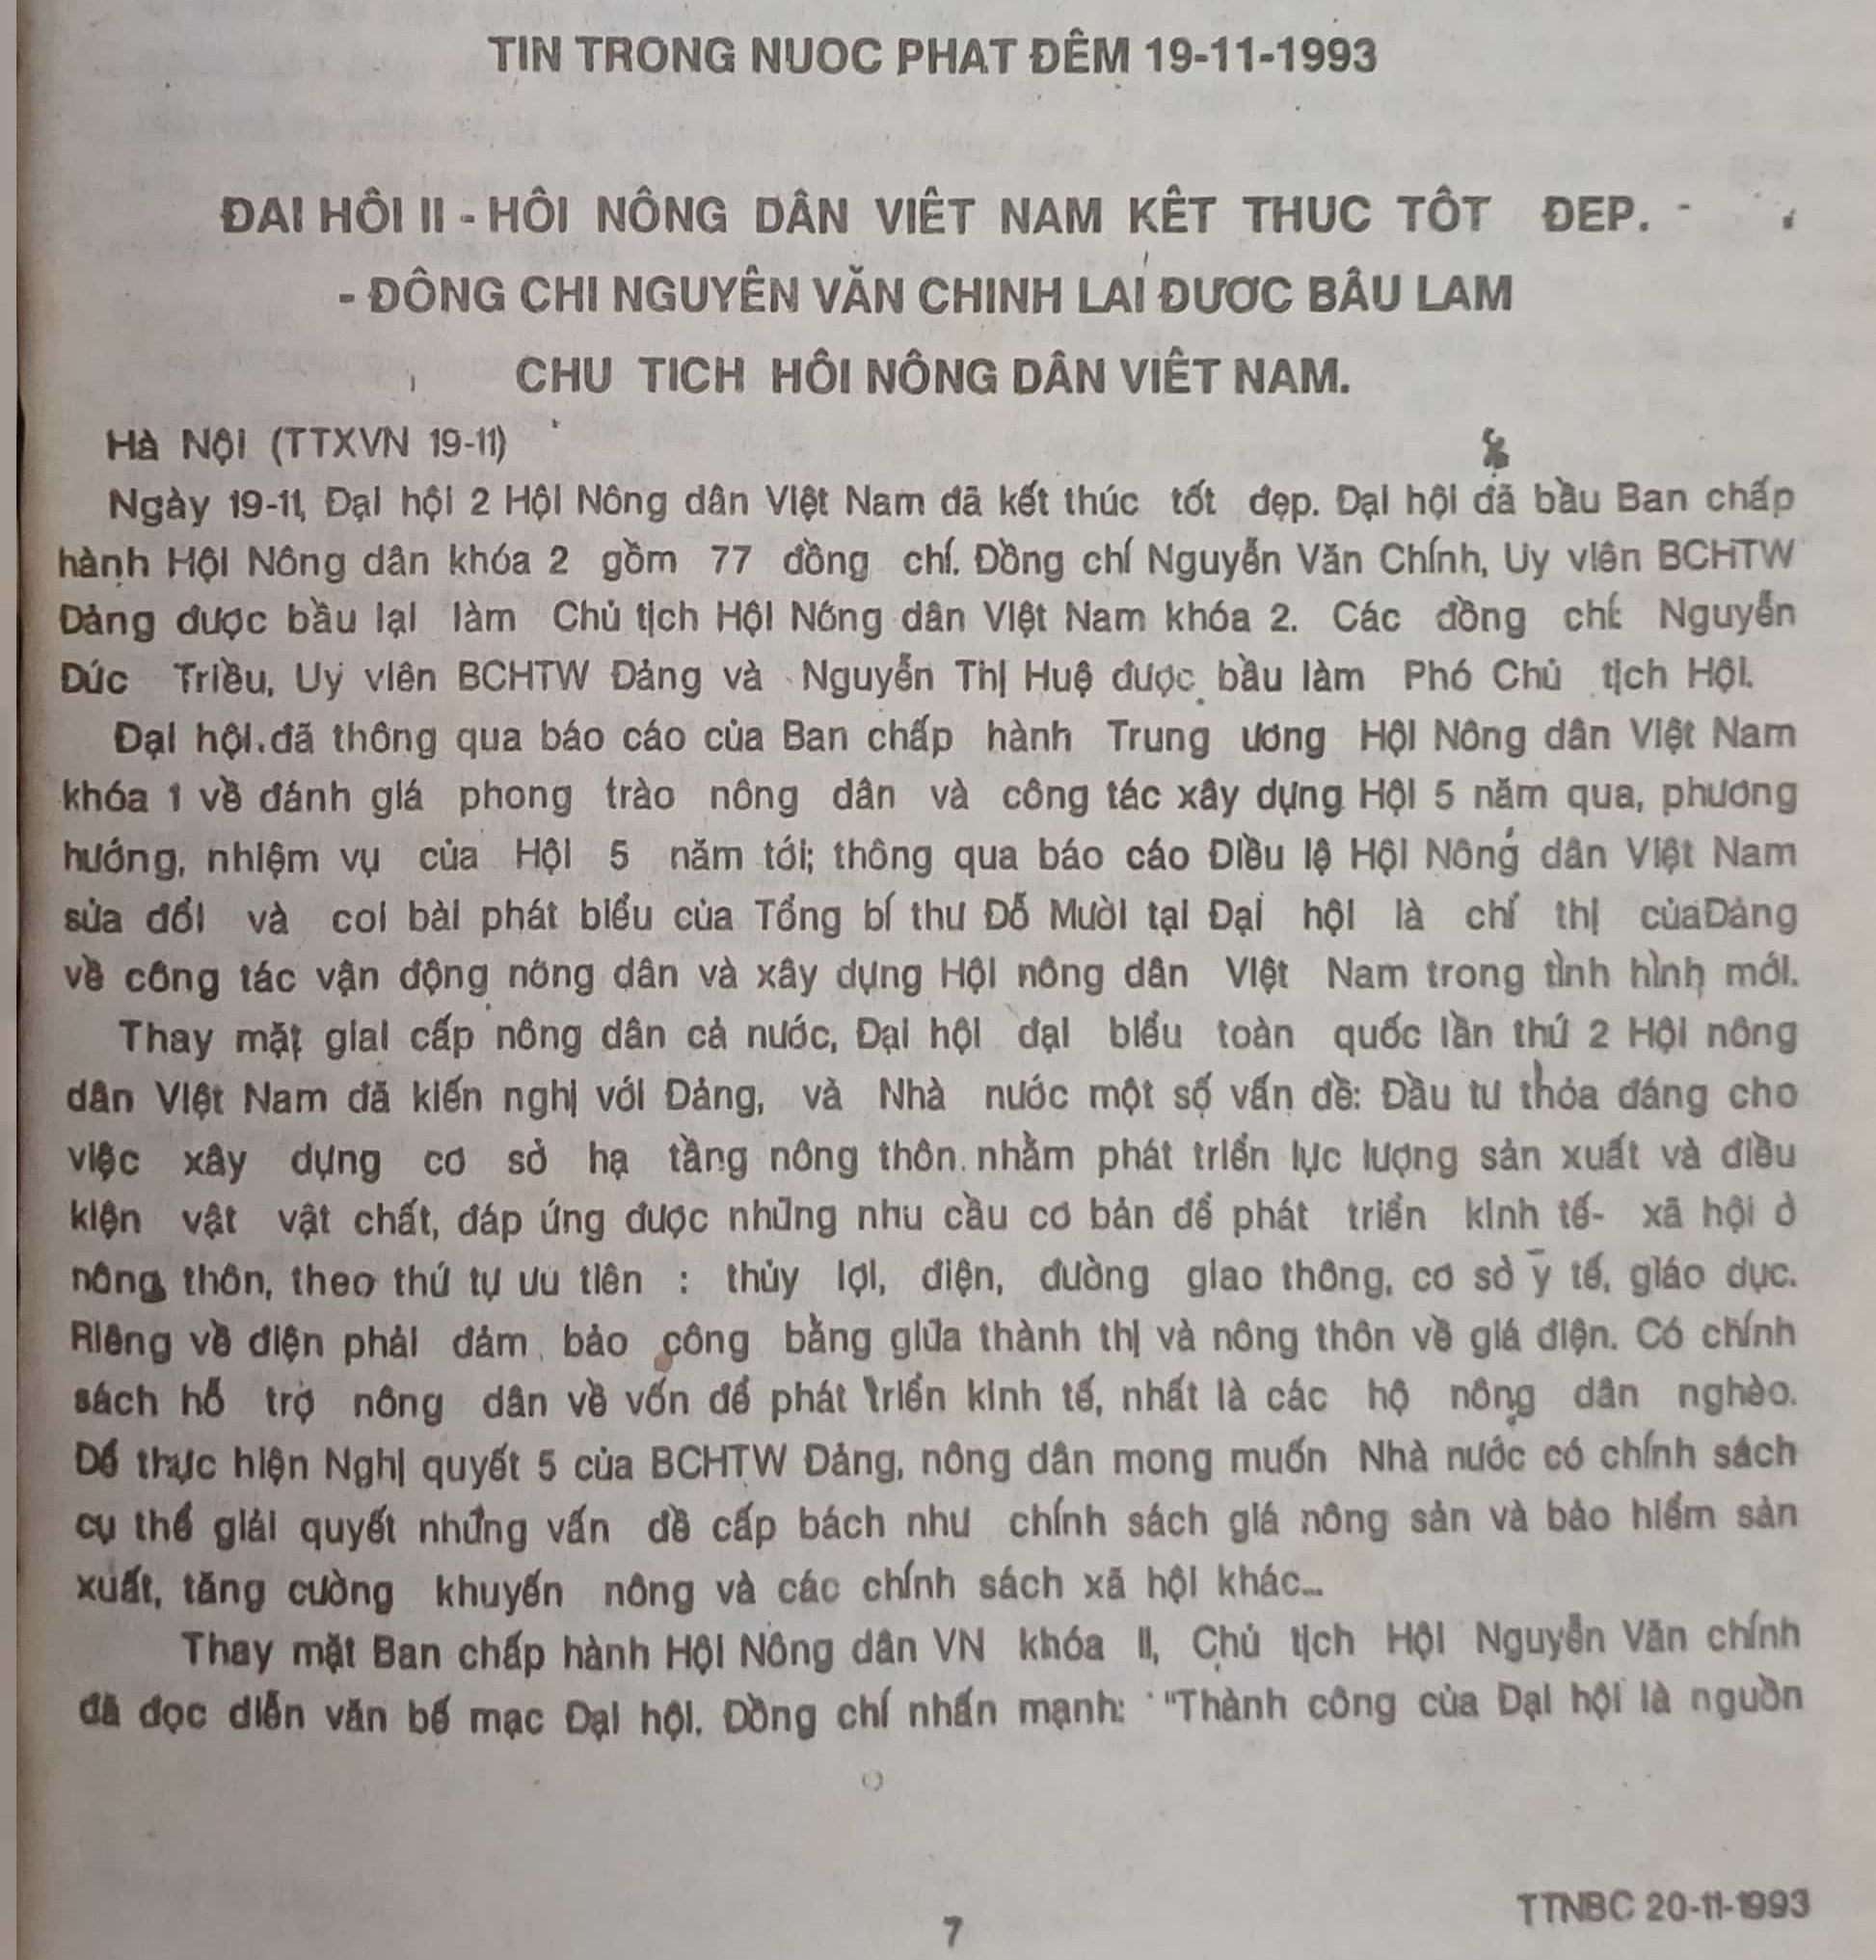 TIN TRONG NUOC PHAT ĐÊM 19-11-1993
ĐAI HÔI II - HÔI NÔNG DÂN VIÊT NAM KÊT THUC TÔT ĐEP. -
- ĐÔNG CHI NGUYÊN VĂN CHINH LAI ĐƯƠC BÂU LAM
CHU TICH HÔI NÔNG DÂN VIÊT NAM.
Hà Nội (TTXVN 19-11)
Ngày 19-11, Đại hội 2 Hội Nông dân Việt Nam đã kết thúc tốt đẹp. Đại hội đã bầu Ban chấp
hành Hội Nông dân khóa 2 gồm 77 đồng chí. Đồng chí Nguyễn Văn Chính, Uy viên BCHTW
Đảng được bầu lại làm Chủ tịch Hội Nông dân Việt Nam khóa 2. Các đồng chí: Nguyễn
Đức Triều, Uy viên BCHTW Đảng và Nguyễn Thị Huệ được bầu làm Phó Chủ tịch Hội.
Đại hội đã thông qua báo cáo của Ban chấp hành Trung ương Hội Nông dân Việt Nam
khóa 1 về đánh giá phong trào nông dân và công tác xây dựng Hội 5 năm qua, phương
hướng, nhiệm vụ của Hội 5 năm tới; thông qua báo cáo Điều lệ Hội Nông dân Việt Nam
sửa đổi và coi bài phát biểu của Tổng bí thư Đỗ Mười tại Đại hội là chỉ thị củaĐảng
về công tác vận động nông dân và xây dựng Hội nông dân Việt Nam trong tình hình mới.
Thay mặt giai cấp nông dân cả nước, Đại hội đại biểu toàn quốc lần thứ 2 Hội nông
dân Việt Nam đã kiến nghị với Đảng, và Nhà nước một số vấn đề: Đầu tư thỏa đáng cho
việc xây dựng cơ sở hạ tầng nông thôn nhằm phát triển lực lượng sản xuất và điều
kiện vật vật chất, đáp ứng được những nhu cầu cơ bản để phát triển kinh tế- xã hội ở
nông thôn, theo thứ tự ưu tiên : thủy lợi, điện, đường giao thông, cơ sở y tế, giáo dục.
Riêng về điện phải đảm bảo công bằng giữa thành thị và nông thôn về giá điện. Có chính
sách hỗ trợ nông dân về vốn để phát triển kinh tế, nhất là các hộ nông dân nghèo.
Để thực hiện Nghị quyết 5 của BCHTW Đảng, nông dân mong muốn Nhà nước có chính sách
cụ thể giải quyết những vấn đề cấp bách như chính sách giá nông sản và bảo hiểm sản
xuất, tăng cường khuyến nông và các chính sách xã hội khác...
Thay mặt Ban chấp hành Hội Nông dân VN khóa II, Chủ tịch Hội Nguyễn Văn chính
đã đọc diễn văn bế mạc Đại hội. Đồng chí nhấn mạnh: "Thành công của Đại hội là nguồn
7
TTNBC 20-11-1993